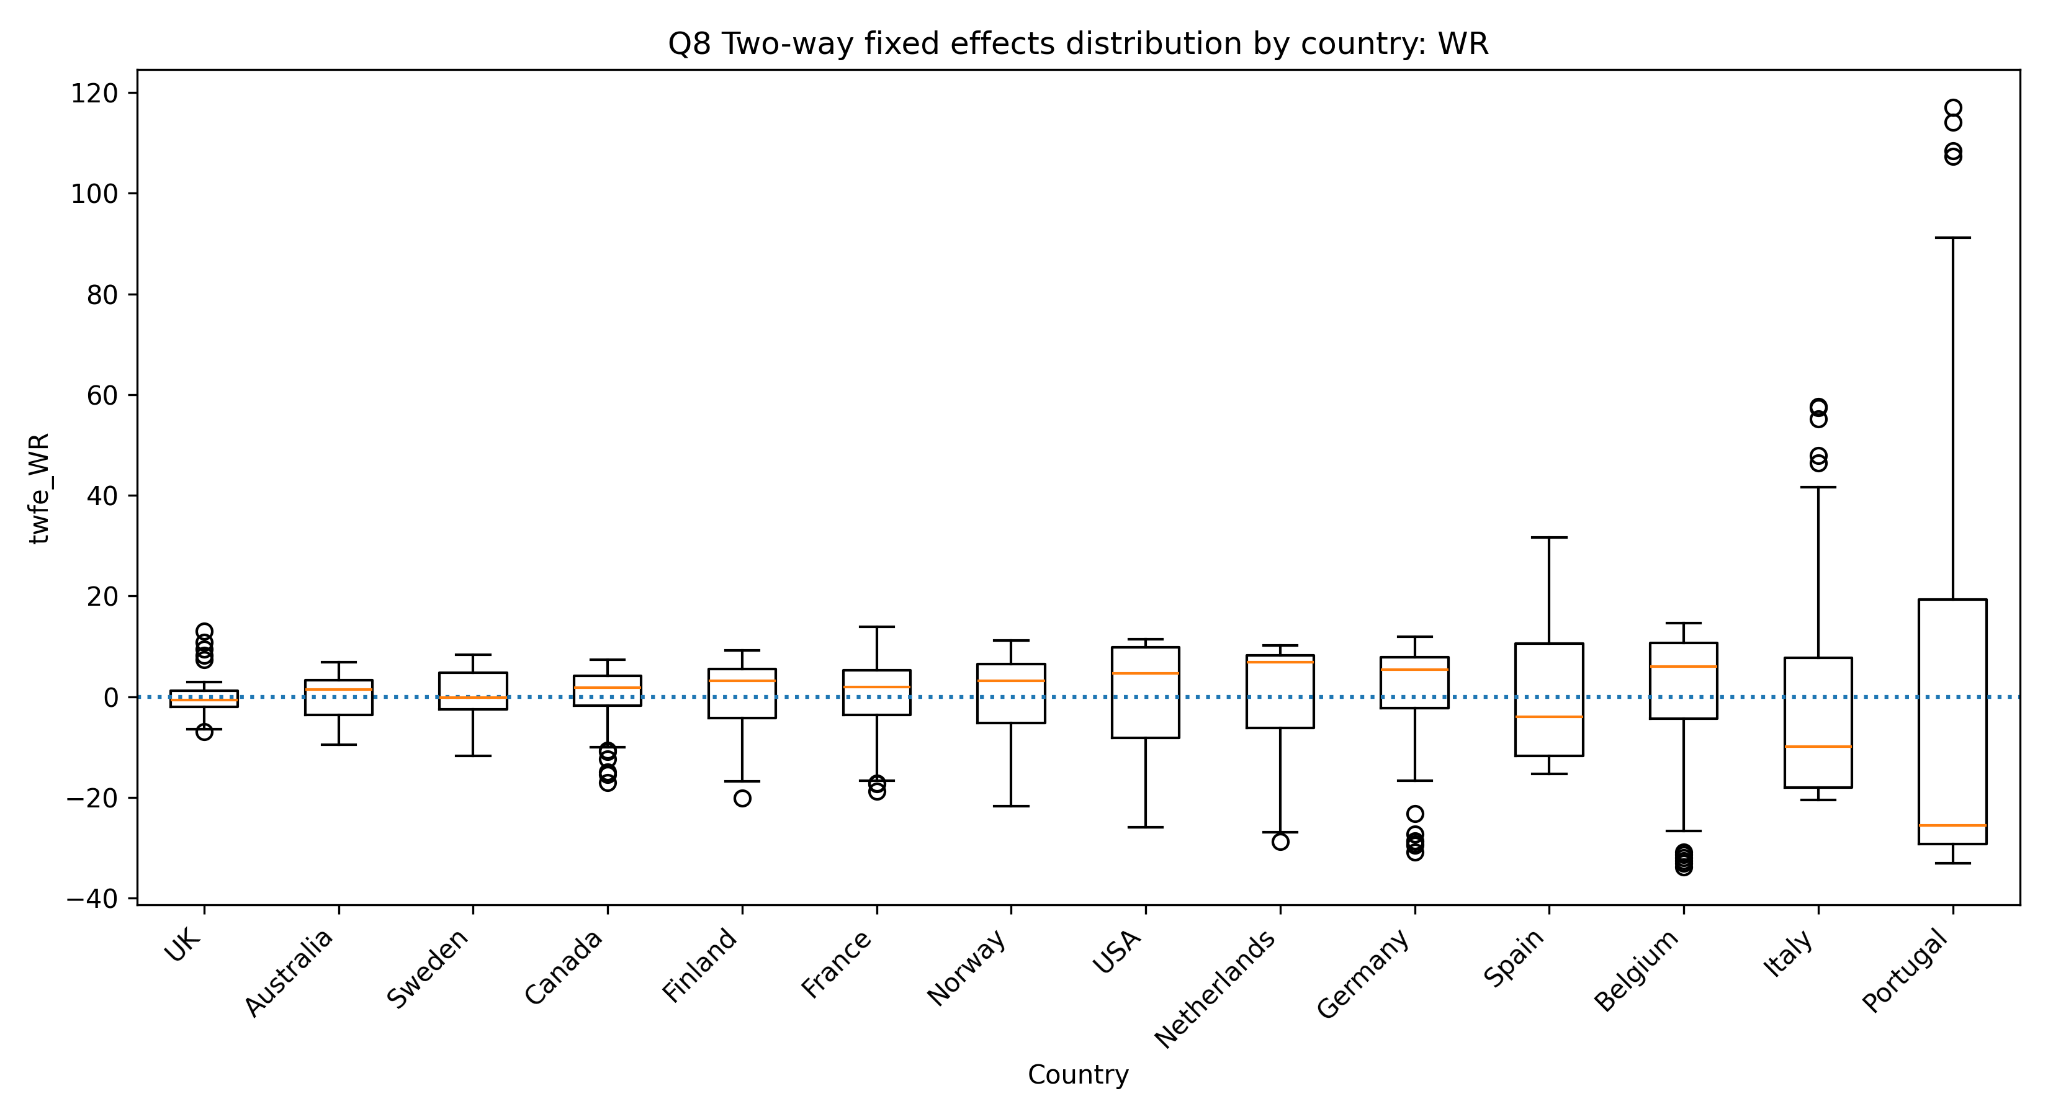 Q8 Two-way fixed effects distribution by country: WR
120
100
80
60
40
20
0
−20
−40
twfe_WR
UK
Australia
Sweden
Canada
Finland
France
Norway
USA
Netherlands
Germany
Spain
Belgium
Italy
Portugal
Country